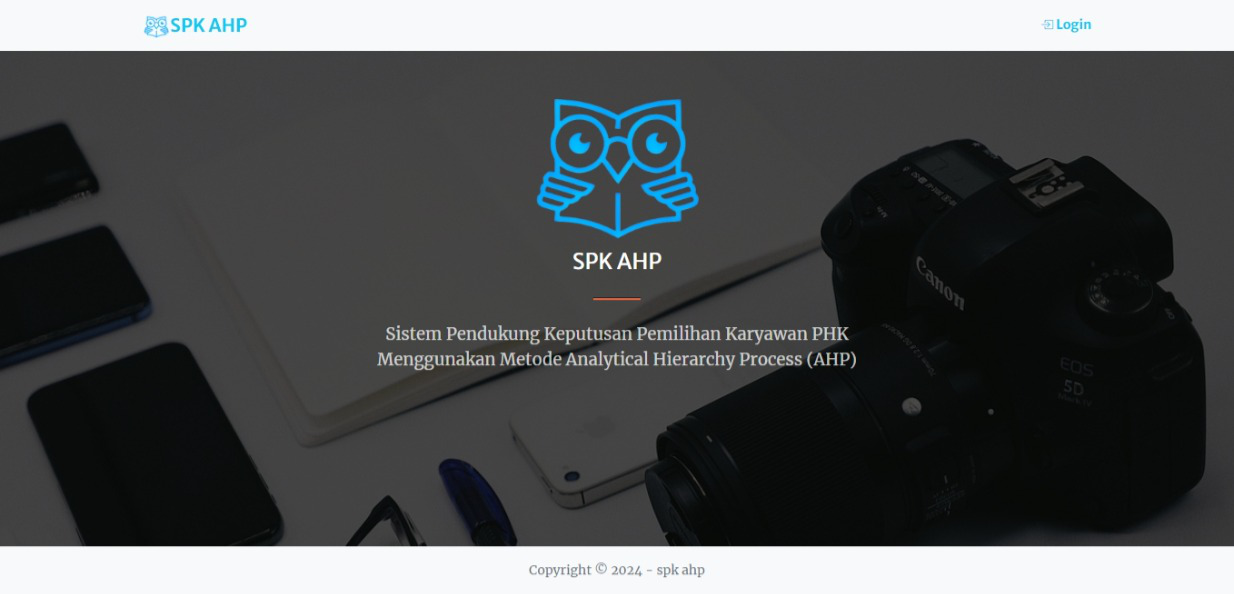 SPK AHP
Login
SPK AHP
Sistem Pendukung Keputusan Pemilihan Karyawan PHK
Menggunakan Metode Analytical Hierarchy Process (AHP)
Canon
EOS
5D
Copyright © 2024 - spk ahp